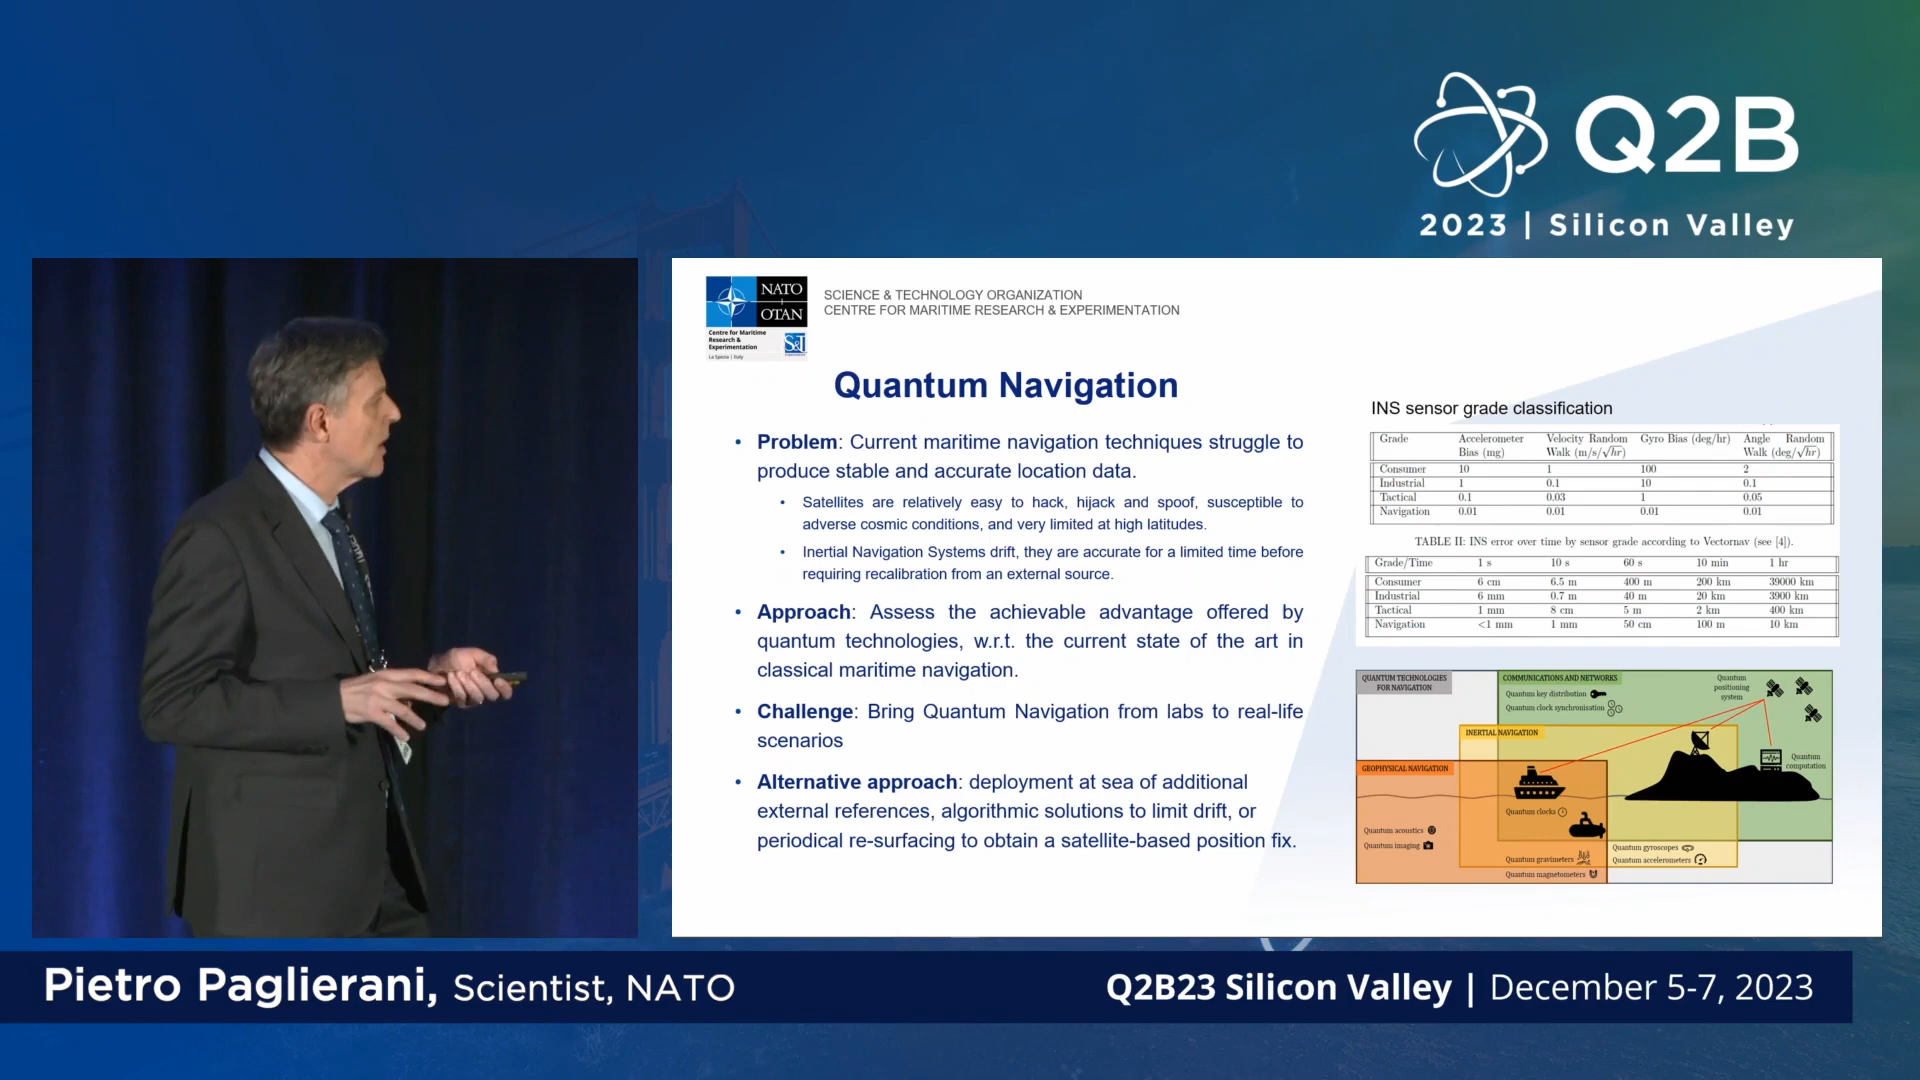 Q2B
2023 | Silicon Valley
NATO
OTAN
Centre for Maritime
Research &
Experimentation
La Spezia | Italy
S&T
SCIENCE & TECHNOLOGY ORGANIZATION
CENTRE FOR MARITIME RESEARCH & EXPERIMENTATION
Quantum Navigation
• Problem: Current maritime navigation techniques struggle to
produce stable and accurate location data.
• Satellites are relatively easy to hack, hijack and spoof, susceptible to
adverse cosmic conditions, and very limited at high latitudes.
• Inertial Navigation Systems drift, they are accurate for a limited time before
requiring recalibration from an external source.
• Approach: Assess the achievable advantage offered by
quantum technologies, w.r.t. the current state of the art in
classical maritime navigation.
• Challenge: Bring Quantum Navigation from labs to real-life
scenarios
• Alternative approach: deployment at sea of additional
external references, algorithmic solutions to limit drift, or
periodical re-surfacing to obtain a satellite-based position fix.
INS sensor grade classification
Grade Accelerometer Velocity Random Gyro Bias (deg/hr) Angle Random
Bias (mg) Walk (m/s/√hr) Walk (deg/√hr)
Consumer 10 1 100 2
Industrial 1 0.1 10 0.1
Tactical 0.1 0.03 1 0.05
Navigation 0.01 0.01 0.01 0.01
TABLE II: INS error over time by sensor grade according to Vectornav (see [4]).
Grade/Time 1 s 10 s 60 s 10 min 1 hr
Consumer 6 cm 6.5 m 400 m 200 km 39000 km
Industrial 6 mm 0.7 m 40 m 20 km 3900 km
Tactical 1 mm 8 cm 5 m 2 km 400 km
Navigation <1 mm 1 mm 50 cm 100 m 10 km
QUANTUM TECHNOLOGIES
FOR NAVIGATION
COMMUNICATIONS AND NETWORKS
Quantum key distribution
Quantum clock synchronisation
Quantum
positioning
system
INERTIAL NAVIGATION
Quantum
computation
GEOPHYSICAL NAVIGATION
Quantum clocks
Quantum acoustics
Quantum imaging
Quantum gravimeters
Quantum magnetometers
Quantum gyroscopes
Quantum accelerometers
Pietro Paglierani, Scientist, NATO
Q2B23 Silicon Valley | December 5-7, 2023